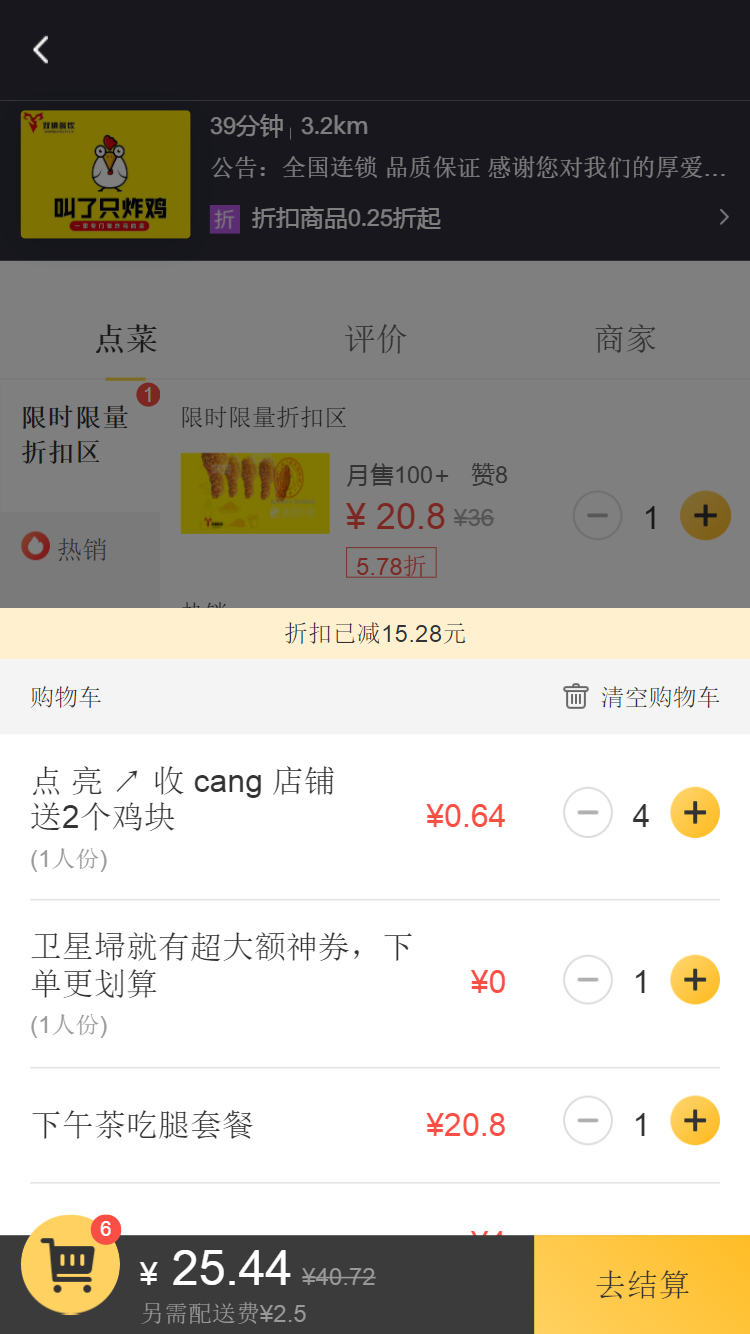 39分钟 3.2km
公告：全国连锁 品质保证 感谢您对我们的厚爱...
叫了只炸鸡
折 折扣商品0.25折起
点菜 评价 商家
1
限时限量
折扣区
限时限量折扣区
月售100+ 赞8
¥ 20.8 ¥36
1
5.78折
热销
折扣已减15.28元
购物车 清空购物车
点 亮 ↗ 收 cang 店铺
送2个鸡块
(1人份)
¥0.64 4
卫星埽就有超大额神券，下
单更划算
(1人份)
¥0 1
下午茶吃腿套餐 ¥20.8 1
6
¥ 25.44 ¥40.72
另需配送费¥2.5
去结算